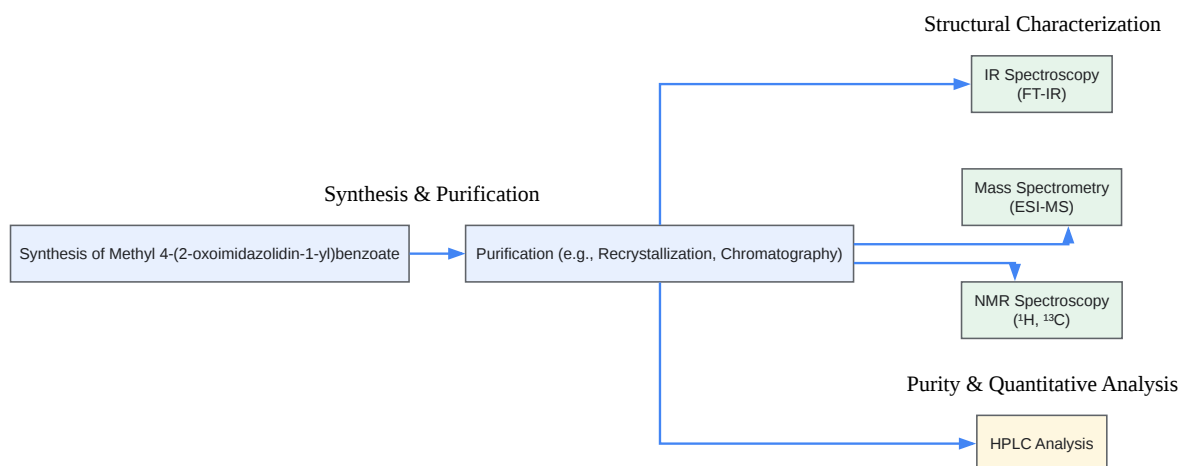 Structural Characterization
IR Spectroscopy
(FT-IR)
Synthesis & Purification
Mass Spectrometry
(ESI-MS)
Synthesis of Methyl 4-(2-oxoimidazolidin-1-yl)benzoate
Purification (e.g., Recrystallization, Chromatography)
NMR Spectroscopy
(¹H, ¹³C)
Purity & Quantitative Analysis
HPLC Analysis